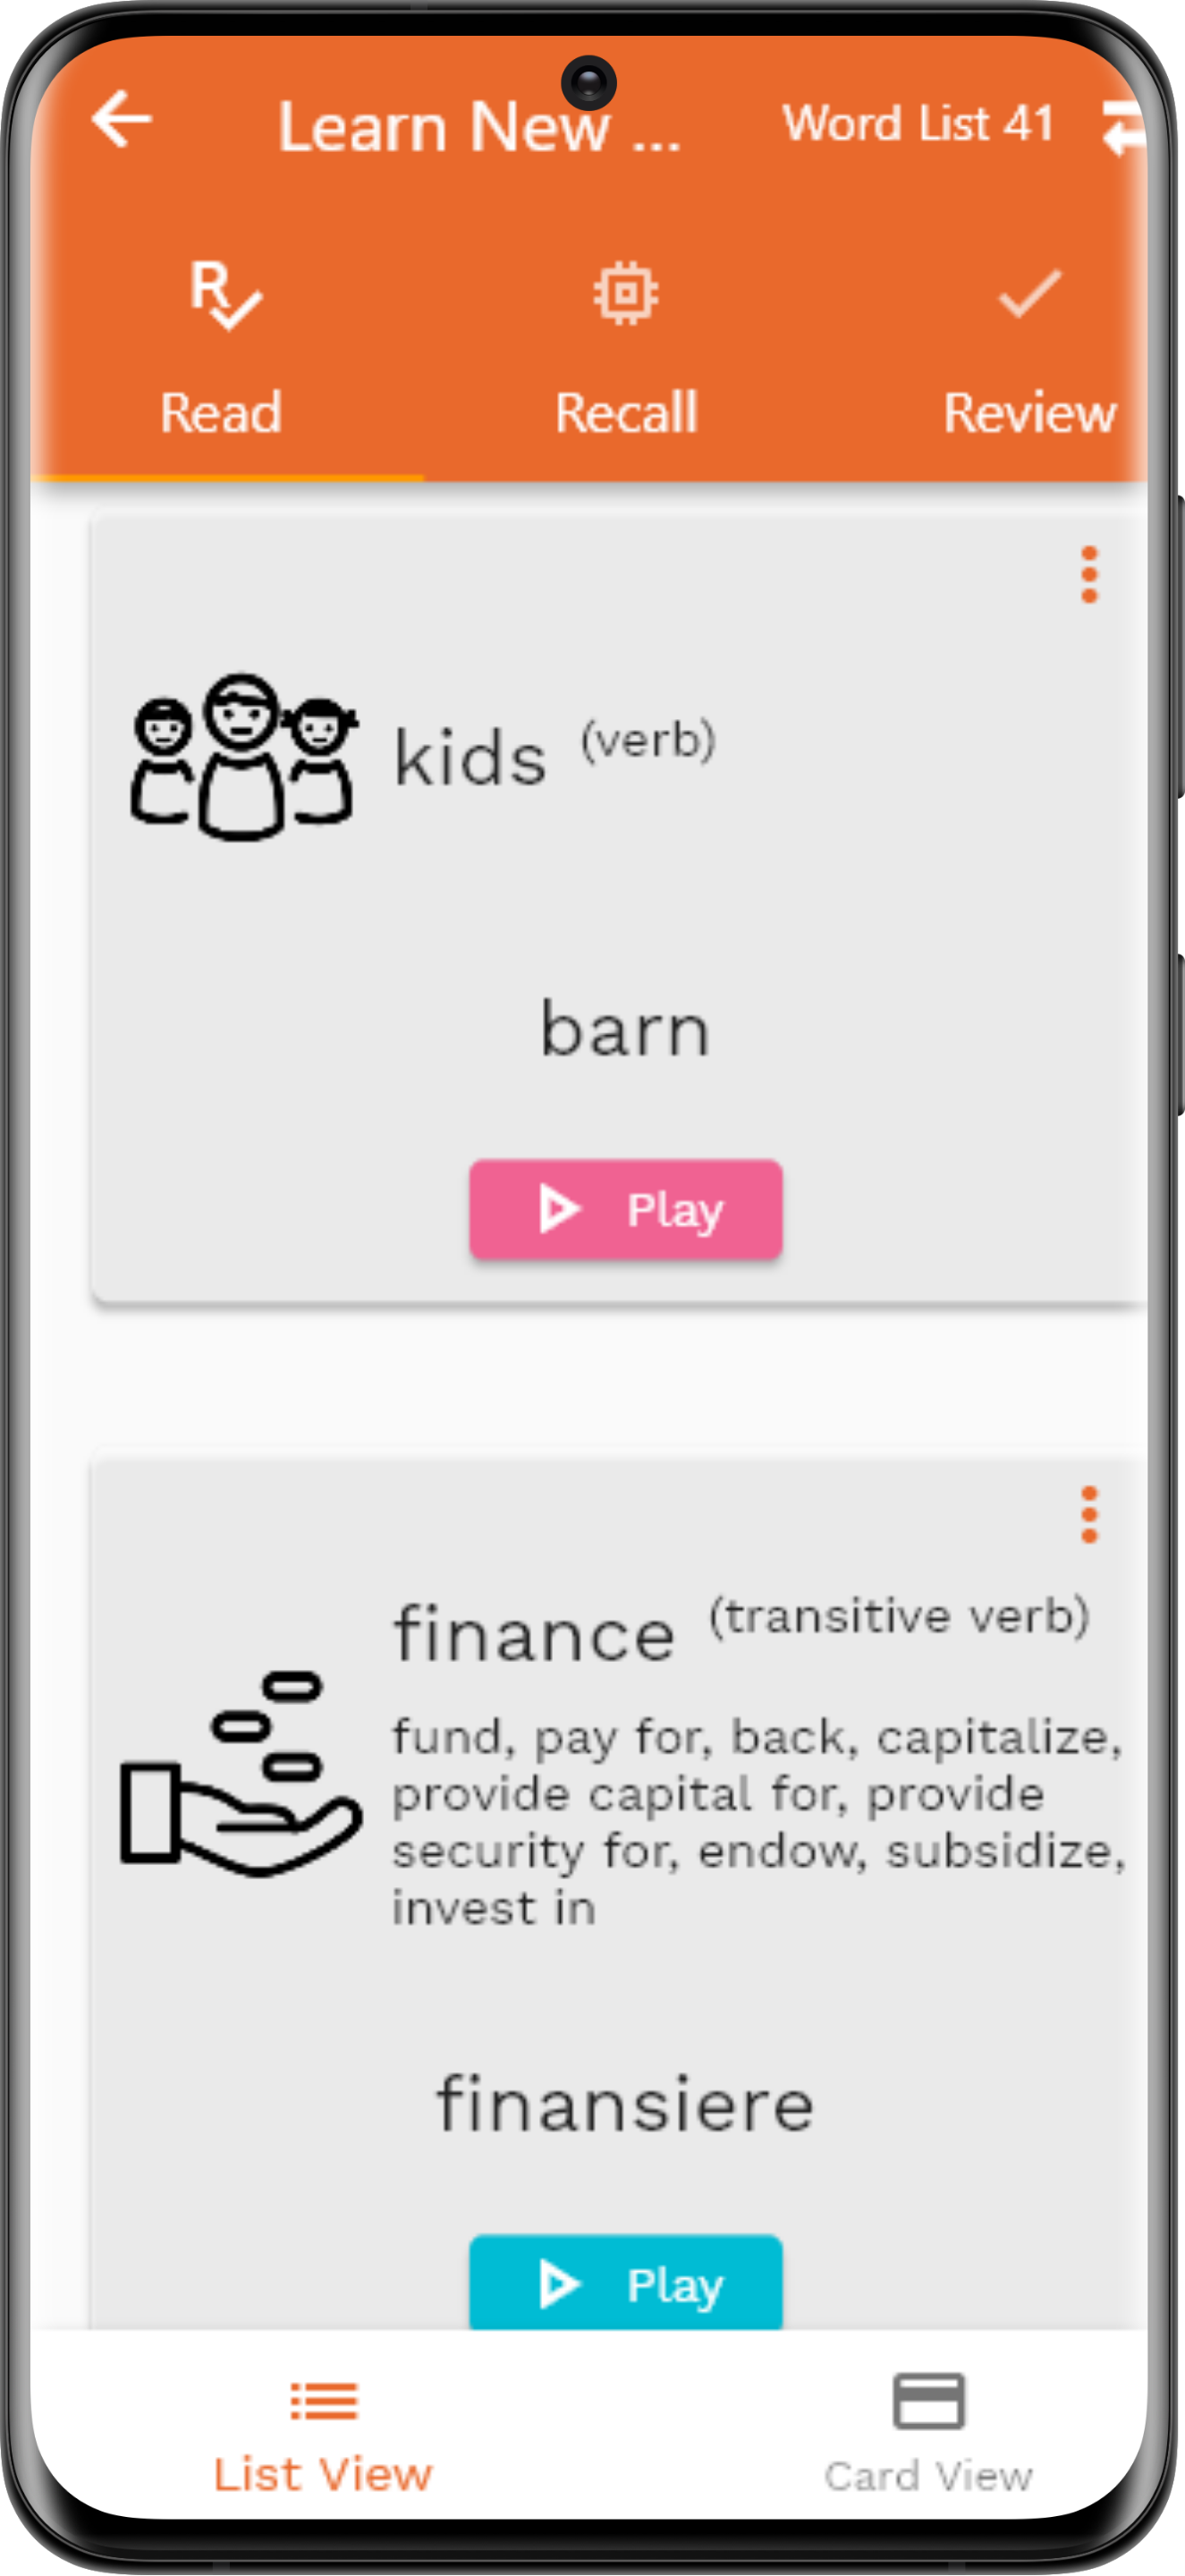 Learn New ...
Word List 41
Read
Recall
Review
kids (verb)
barn
Play
finance (transitive verb)
fund, pay for, back, capitalize,
provide capital for, provide
security for, endow, subsidize,
invest in
finansiere
Play
List View
Card View